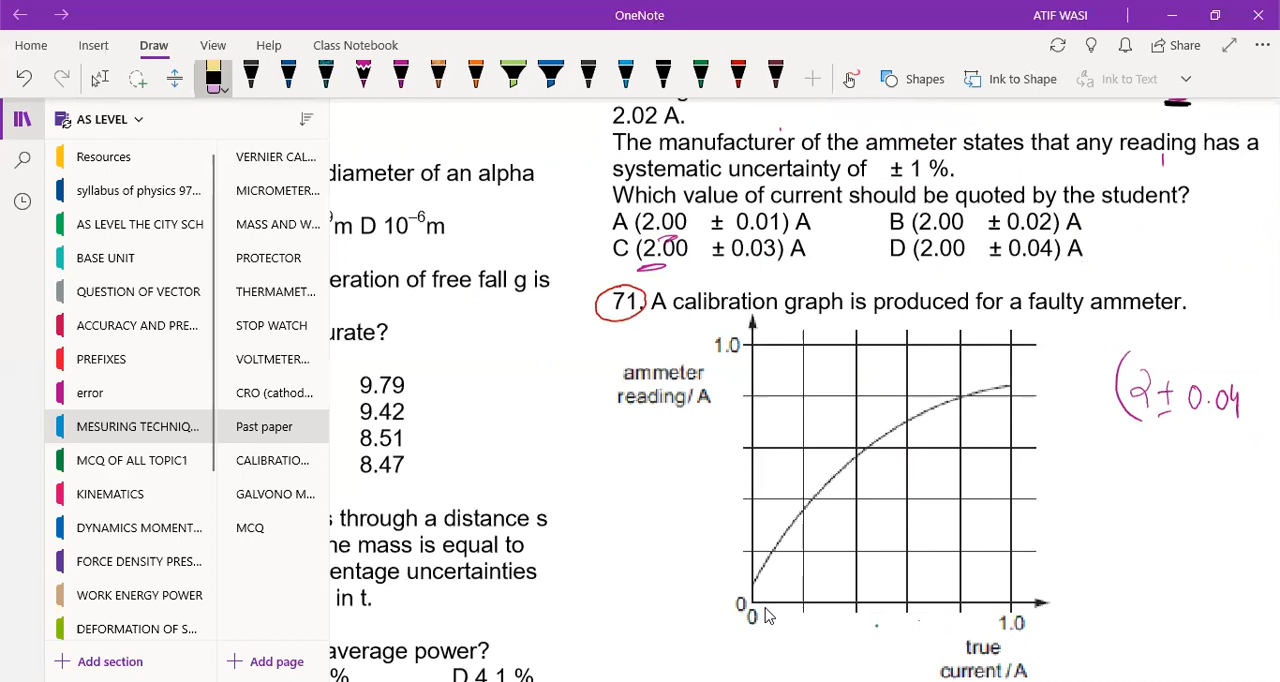 OneNote
ATIF WASI
Home Insert Draw View Help Class Notebook Share
Shapes Ink to Shape Ink to Text
AS LEVEL
Resources
syllabus of physics 97...
AS LEVEL THE CITY SCH
BASE UNIT
QUESTION OF VECTOR
ACCURACY AND PRE...
PREFIXES
error
MESURING TECHNIQ...
MCQ OF ALL TOPIC1
KINEMATICS
DYNAMICS MOMENT...
FORCE DENSITY PRES...
WORK ENERGY POWER
DEFORMATION OF S...
Add section
VERNIER CAL...
MICROMETER...
MASS AND W...
PROTECTOR
THERMAMET...
STOP WATCH
VOLTMETER...
CRO (cathod...
Past paper
CALIBRATIO...
GALVONO M...
MCQ
Add page
diameter of an alpha
m D 10⁻⁶m
eration of free fall g is
urate?
9.79
9.42
8.51
8.47
through a distance s
ne mass is equal to
entage uncertainties
in t.
average power?
% D 4.1 %
2.02 A.
The manufacturer of the ammeter states that any reading has a
systematic uncertainty of ± 1 %.
Which value of current should be quoted by the student?
A (2.00 ± 0.01) A B (2.00 ± 0.02) A
C (2.00 ± 0.03) A D (2.00 ± 0.04) A
71. A calibration graph is produced for a faulty ammeter.
1.0
ammeter
reading/ A
(2 ± 0.04
0
0 1.0
true
current/ A